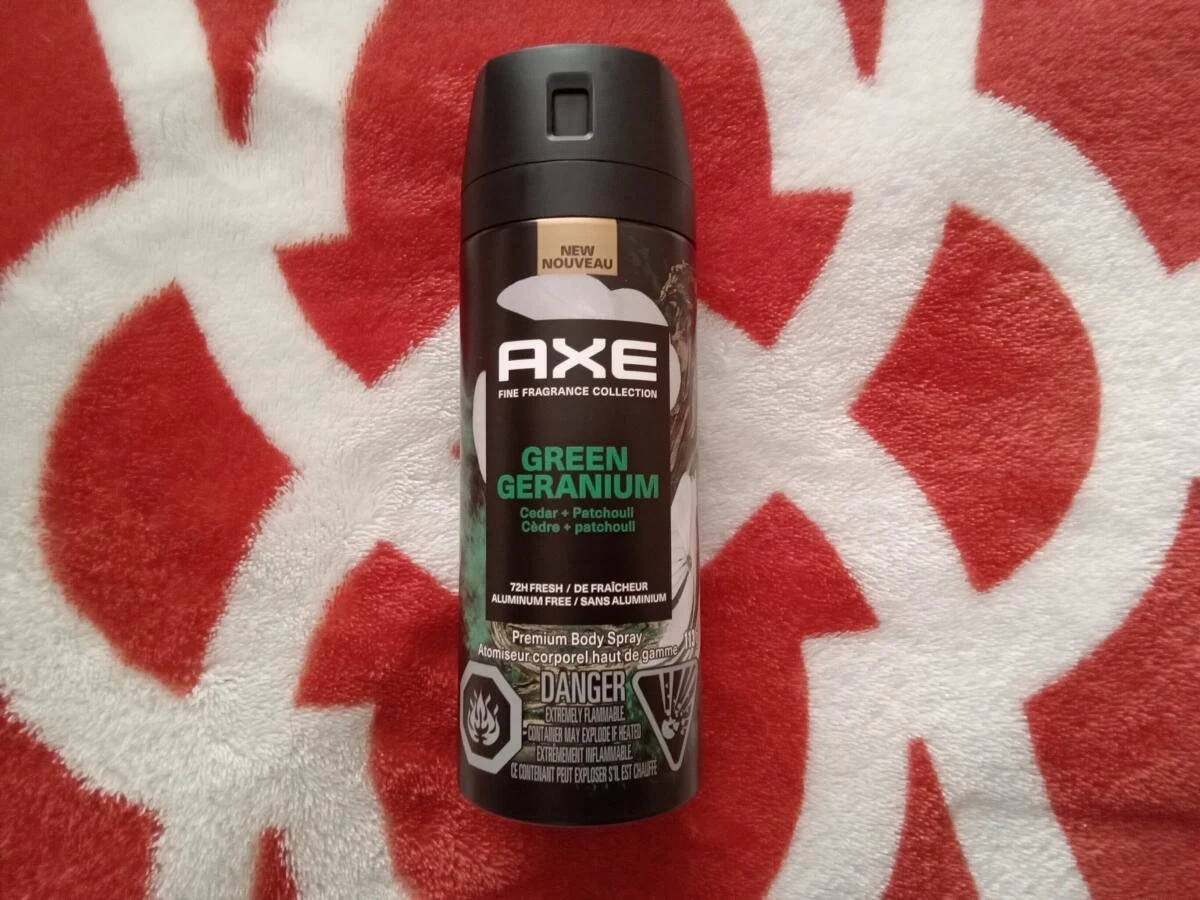 NEW
NOUVEAU
AXE
FINE FRAGRANCE COLLECTION
GREEN
GERANIUM
Cedar + Patchouli
Cèdre + patchouli
72H FRESH / DE FRAÎCHEUR
ALUMINUM FREE / SANS ALUMINIUM
Premium Body Spray
Atomiseur corporel haut de gamme
113
DANGER
EXTREMELY FLAMMABLE.
CONTAINER MAY EXPLODE IF HEATED
EXTRÊMEMENT INFLAMMABLE.
CE CONTENANT PEUT EXPLOSER S'IL EST CHAUFFÉ